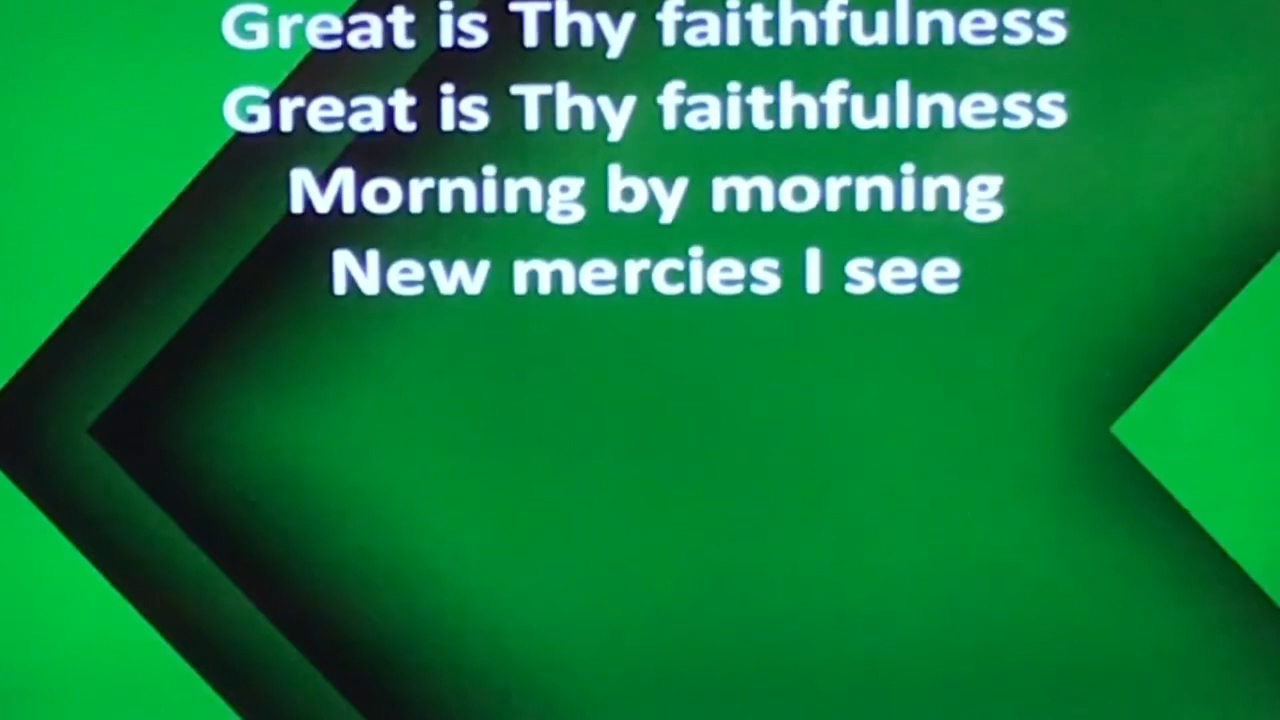 Great is Thy faithfulness
Great is Thy faithfulness
Morning by morning
New mercies I see